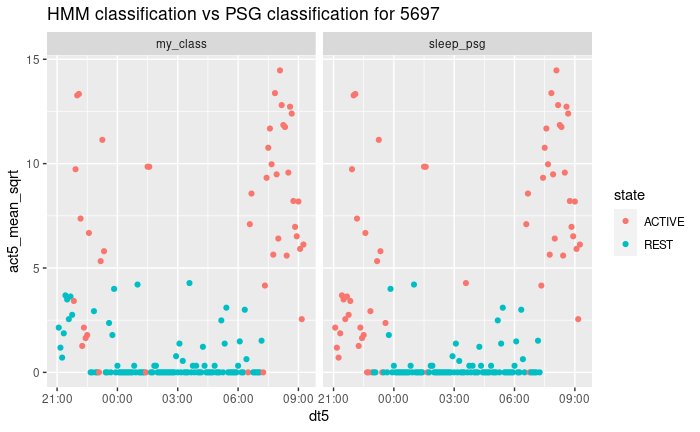 HMM classification vs PSG classification for 5697
my_class
sleep_psg
15
10
5
0
act5_mean_sqrt
21:00 00:00 03:00 06:00 09:00
21:00 00:00 03:00 06:00 09:00
dt5
state
ACTIVE
REST